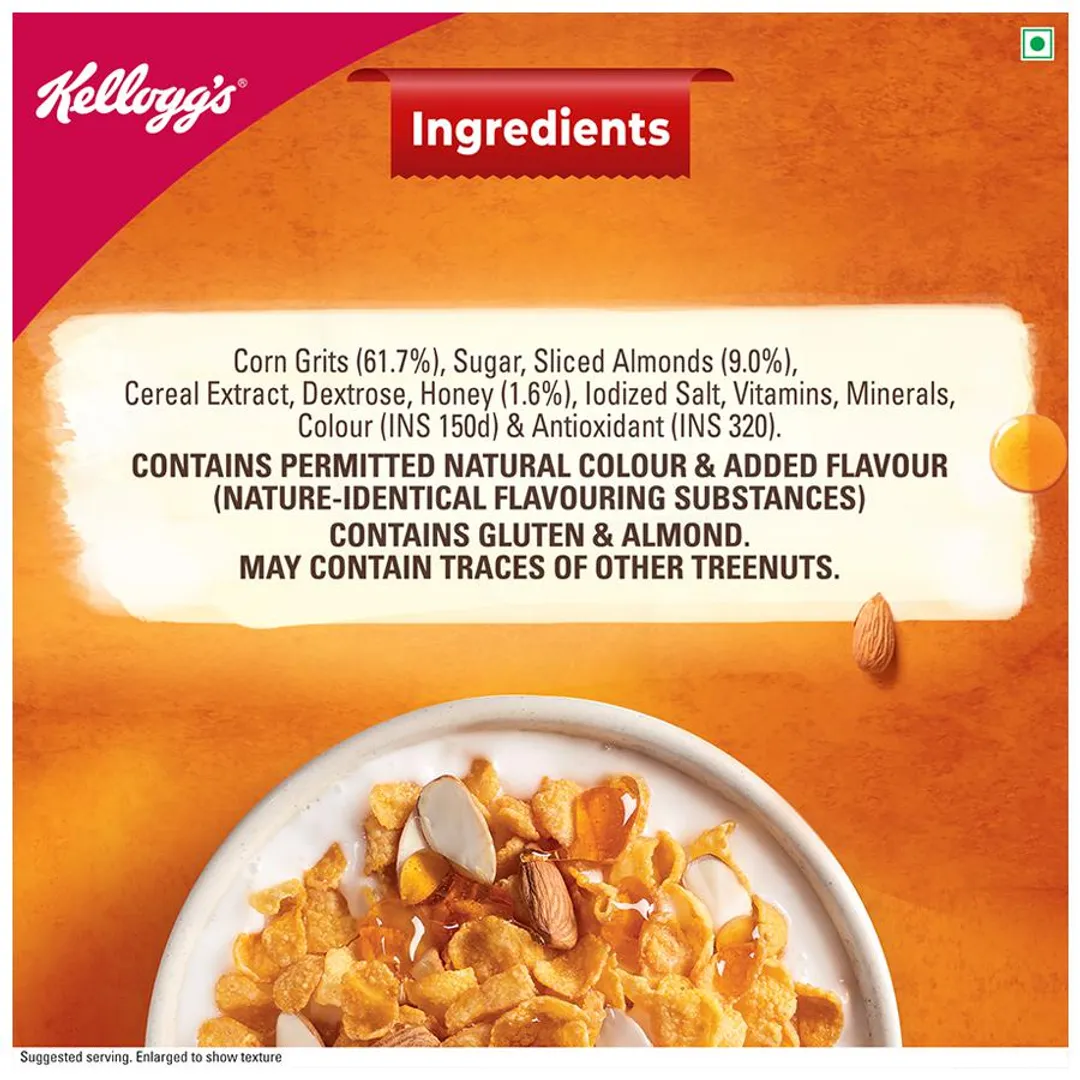 Kellogg's®
Ingredients
Corn Grits (61.7%), Sugar, Sliced Almonds (9.0%),
Cereal Extract, Dextrose, Honey (1.6%), Iodized Salt, Vitamins, Minerals,
Colour (INS 150d) & Antioxidant (INS 320).
CONTAINS PERMITTED NATURAL COLOUR & ADDED FLAVOUR
(NATURE-IDENTICAL FLAVOURING SUBSTANCES)
CONTAINS GLUTEN & ALMOND.
MAY CONTAIN TRACES OF OTHER TREENUTS.
Suggested serving. Enlarged to show texture